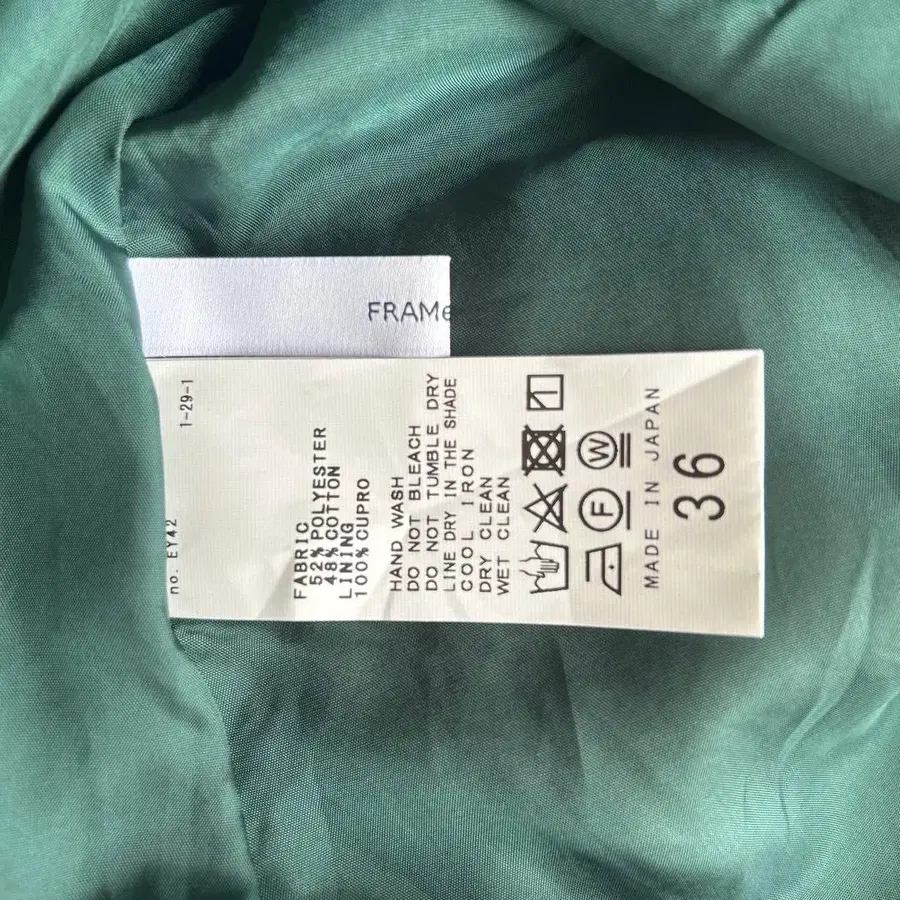 FRAMe
no. EY42
1-29-1
FABRIC
52% POLYESTER
48% COTTON
LINING
100% CUPRO
HAND WASH
DO NOT BLEACH
DO NOT TUMBLE DRY
LINE DRY IN THE SHADE
COOL IRON
DRY CLEAN
WET CLEAN
F W
MADE IN JAPAN
36